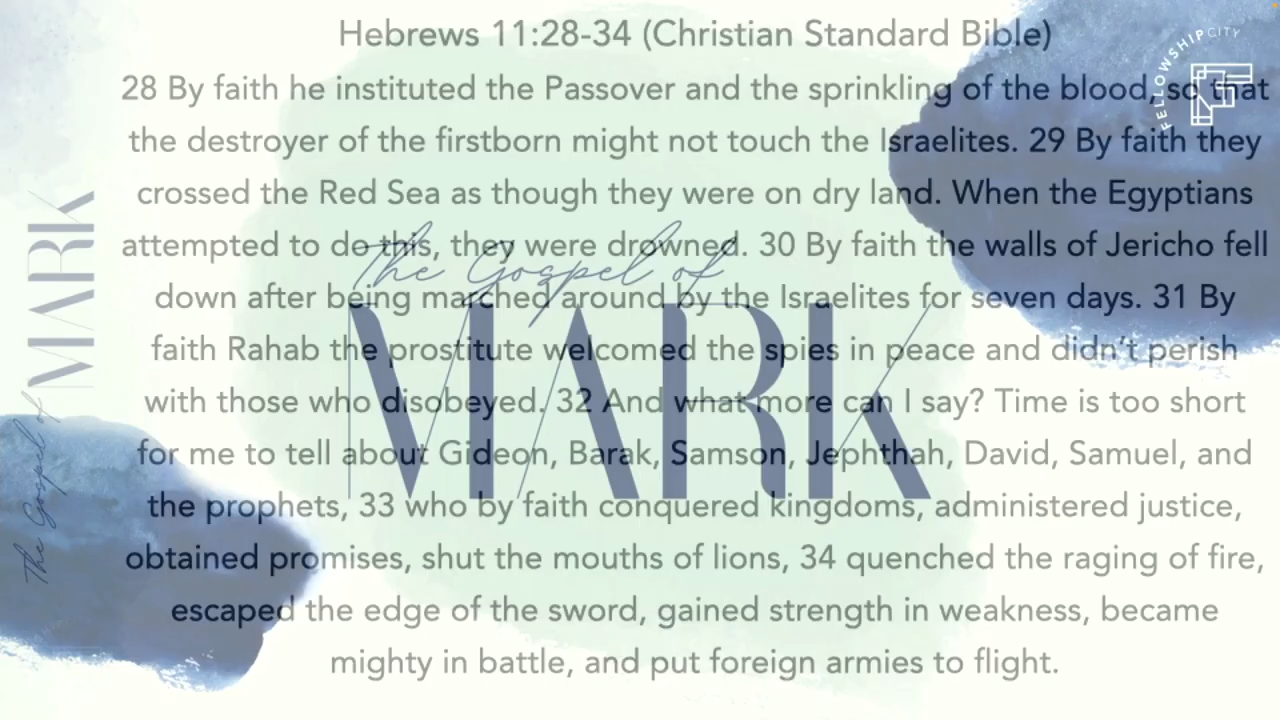 Hebrews 11:28-34 (Christian Standard Bible)
28 By faith he instituted the Passover and the sprinkling of the blood, so that
the destroyer of the firstborn might not touch the Israelites. 29 By faith they
crossed the Red Sea as though they were on dry land. When the Egyptians
attempted to do this, they were drowned. 30 By faith the walls of Jericho fell
down after being marched around by the Israelites for seven days. 31 By
faith Rahab the prostitute welcomed the spies in peace and didn’t perish
with those who disobeyed. 32 And what more can I say? Time is too short
for me to tell about Gideon, Barak, Samson, Jephthah, David, Samuel, and
the prophets, 33 who by faith conquered kingdoms, administered justice,
obtained promises, shut the mouths of lions, 34 quenched the raging of fire,
escaped the edge of the sword, gained strength in weakness, became
mighty in battle, and put foreign armies to flight.
The Gospel of
MARK
The Gospel of MARK
FELLOWSHIPCITY